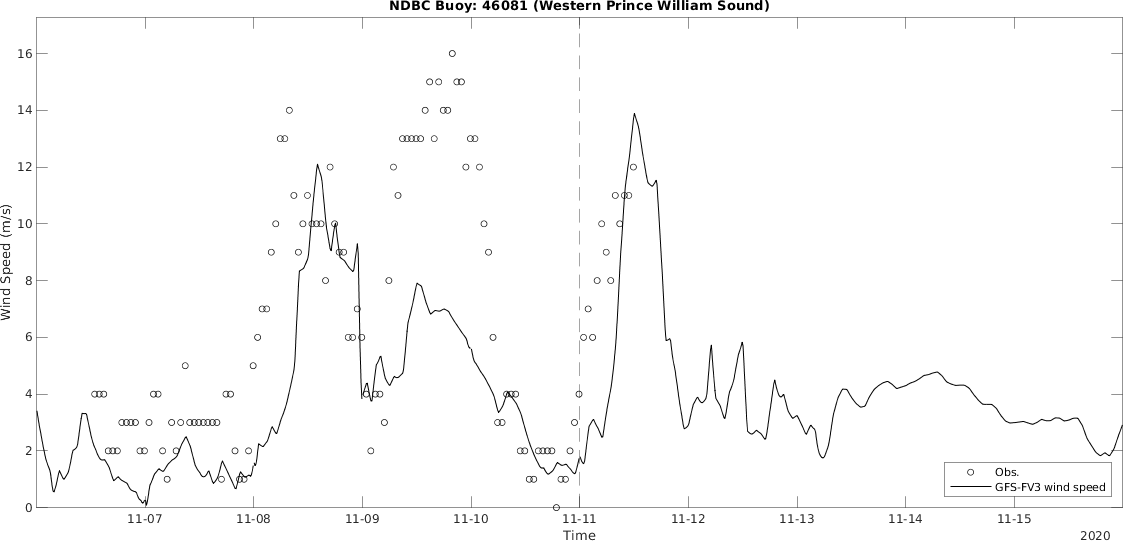 NDBC Buoy: 46081 (Western Prince William Sound)
16
14
12
10
8
6
4
2
0
Wind Speed (m/s)
11-07 11-08 11-09 11-10 11-11 11-12 11-13 11-14 11-15
Time
2020
Obs.
GFS-FV3 wind speed